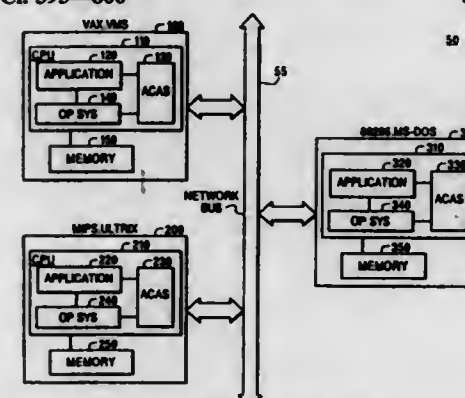 VAX.VMS 100
110
CPU
120
130
APPLICATION
ACAS
140
OP SYS
150
MEMORY
55
50
NETWORK
BUS
80286.MS-DOS
310
320
330
APPLICATION
ACAS
340
OP SYS
350
MEMORY
MIPS.ULTRIX 200
210
CPU
220
230
APPLICATION
ACAS
240
OP SYS
250
MEMORY